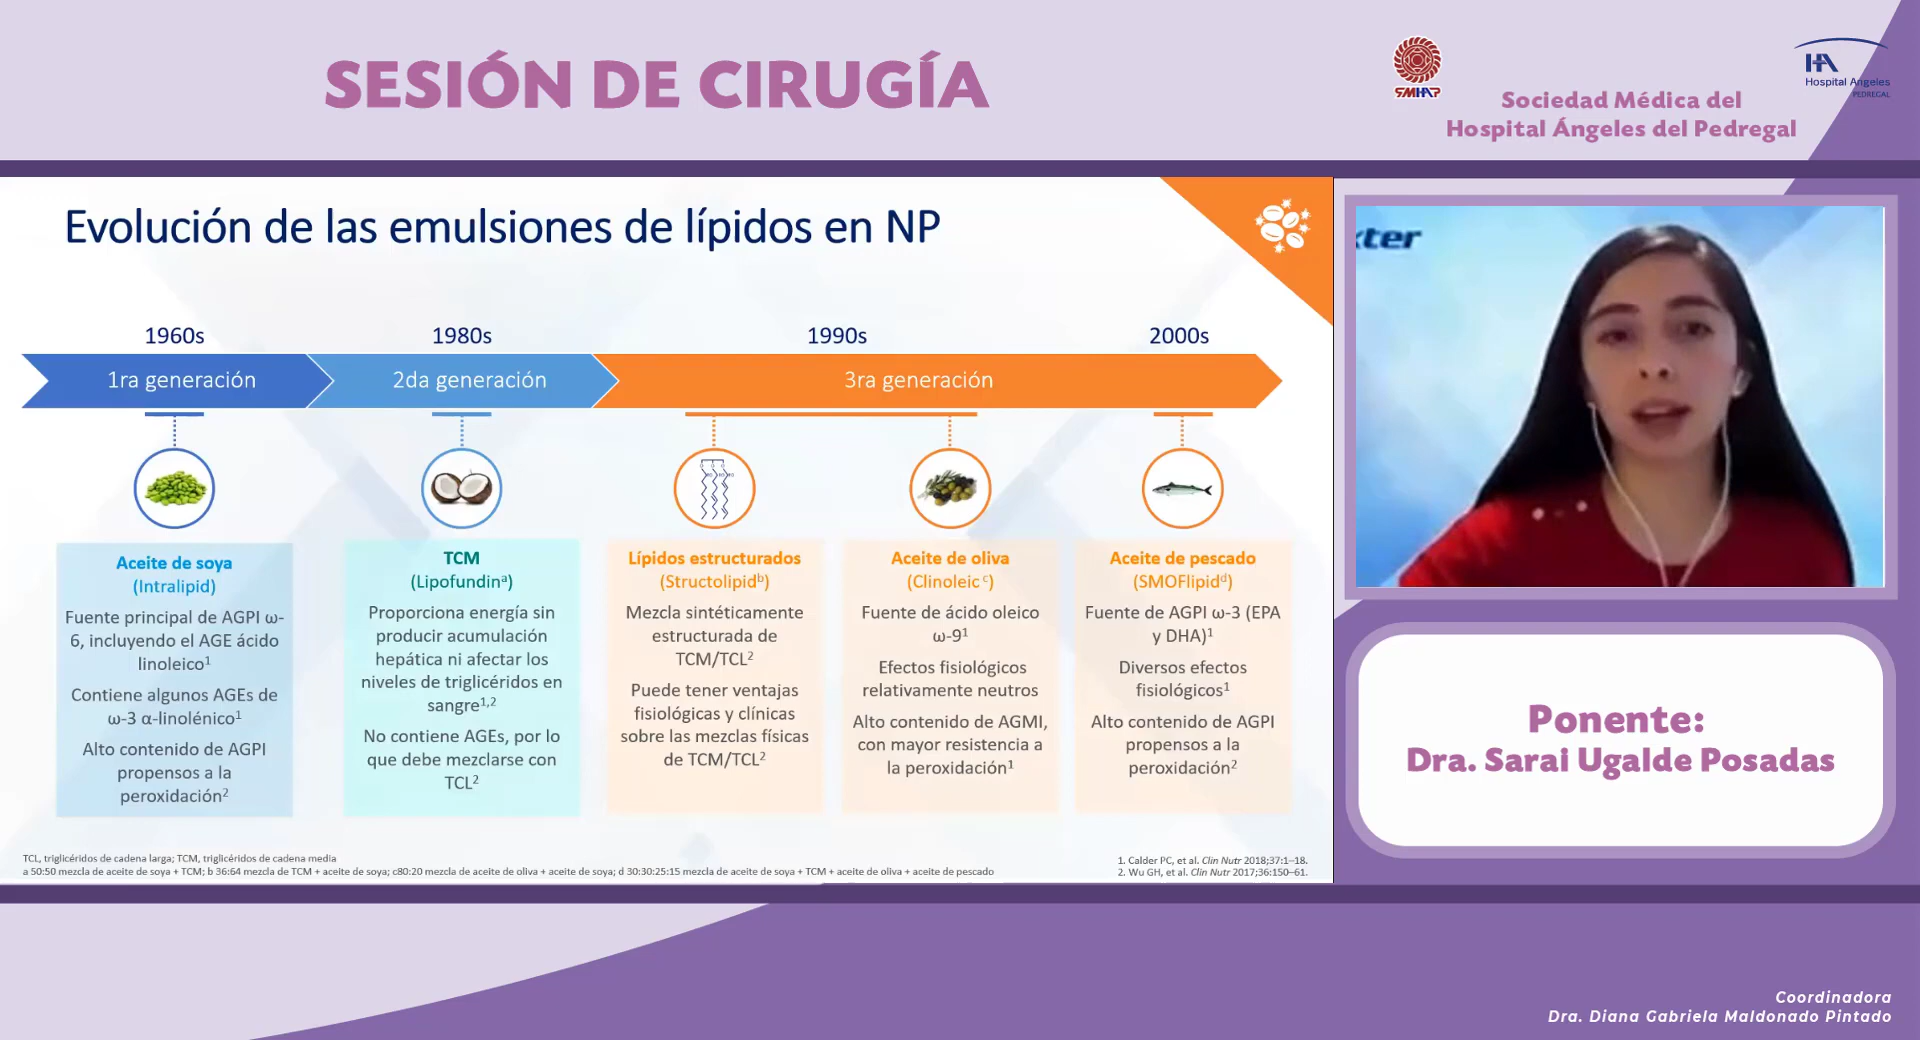 SESIÓN DE CIRUGÍA
SMHAP
Sociedad Médica del
Hospital Ángeles del Pedregal
HA
Hospital Angeles
PEDREGAL
Evolución de las emulsiones de lípidos en NP
1960s
1980s
1990s
2000s
1ra generación
2da generación
3ra generación
Aceite de soya
(Intralipid)
Fuente principal de AGPI ω-
6, incluyendo el AGE ácido
linoleico¹
Contiene algunos AGEs de
ω-3 α-linolénico¹
Alto contenido de AGPI
propensos a la
peroxidación²
TCM
(Lipofundinᵃ)
Proporciona energía sin
producir acumulación
hepática ni afectar los
niveles de triglicéridos en
sangre¹,²
No contiene AGEs, por lo
que debe mezclarse con
TCL²
Lípidos estructurados
(Structolipidᵇ)
Mezcla sintéticamente
estructurada de
TCM/TCL²
Puede tener ventajas
fisiológicas y clínicas
sobre las mezclas físicas
de TCM/TCL²
Aceite de oliva
(Clinoleic ᶜ)
Fuente de ácido oleico
ω-9¹
Efectos fisiológicos
relativamente neutros
Alto contenido de AGMI,
con mayor resistencia a
la peroxidación¹
Aceite de pescado
(SMOFlipidᵈ)
Fuente de AGPI ω-3 (EPA
y DHA)¹
Diversos efectos
fisiológicos¹
Alto contenido de AGPI
propensos a la
peroxidación²
TCL, triglicéridos de cadena larga; TCM, triglicéridos de cadena media
a 50:50 mezcla de aceite de soya + TCM; b 36:64 mezcla de TCM + aceite de soya; c80:20 mezcla de aceite de oliva + aceite de soya; d 30:30:25:15 mezcla de aceite de soya + TCM + aceite de oliva + aceite de pescado
1. Calder PC, et al. Clin Nutr 2018;37:1–18.
2. Wu GH, et al. Clin Nutr 2017;36:150–61.
xter
Ponente:
Dra. Sarai Ugalde Posadas
Coordinadora
Dra. Diana Gabriela Maldonado Pintado